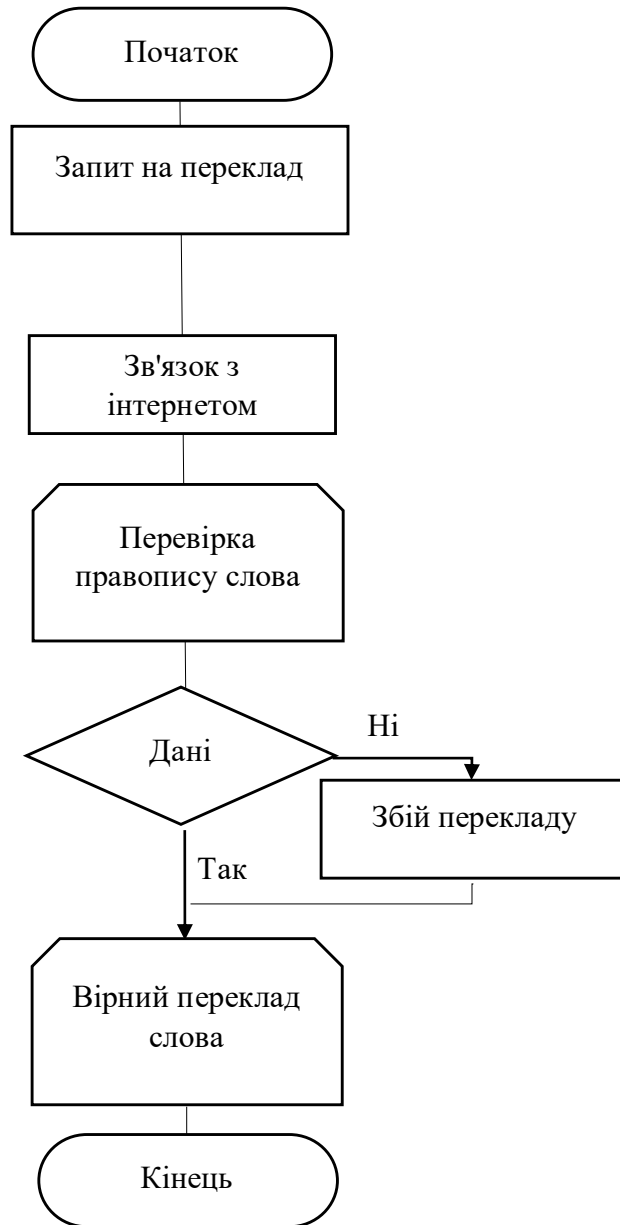 Початок
Запит на переклад
Зв'язок з
інтернетом
Перевірка
правопису слова
Дані
Ні
Збій перекладу
Так
Вірний переклад
слова
Кінець